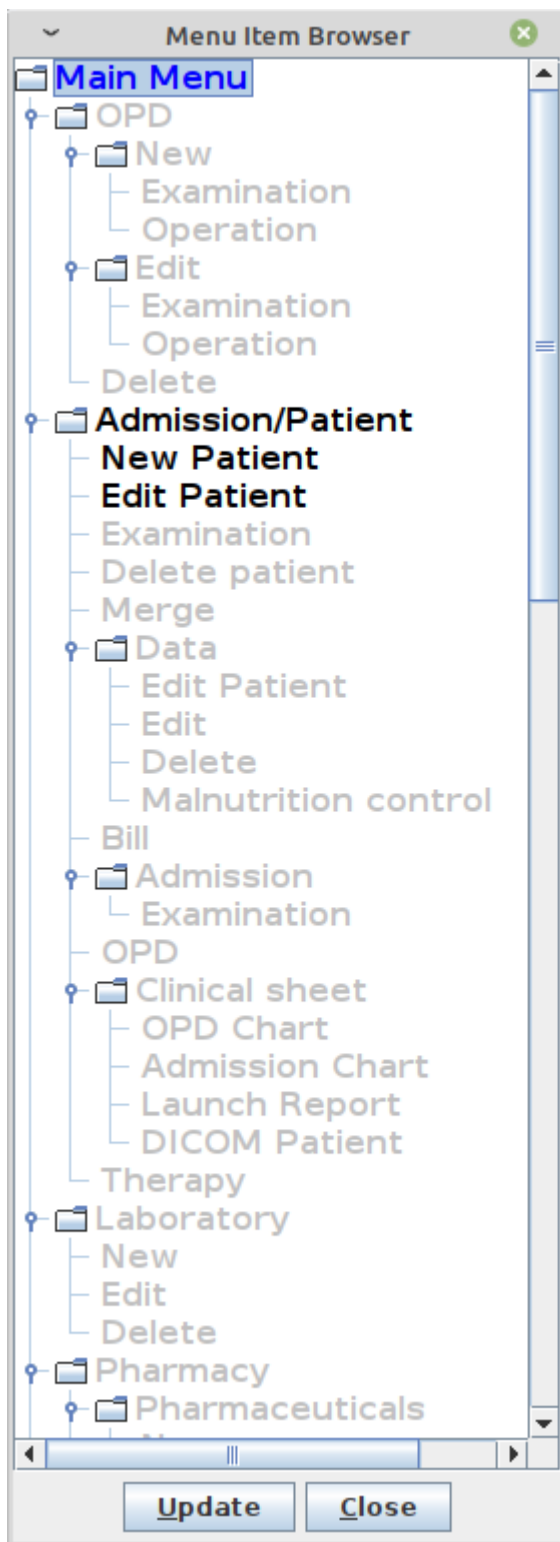 Menu Item Browser
Main Menu
OPD
New
Examination
Operation
Edit
Examination
Operation
Delete
Admission/Patient
New Patient
Edit Patient
Examination
Delete patient
Merge
Data
Edit Patient
Edit
Delete
Malnutrition control
Bill
Admission
Examination
OPD
Clinical sheet
OPD Chart
Admission Chart
Launch Report
DICOM Patient
Therapy
Laboratory
New
Edit
Delete
Pharmacy
Pharmaceuticals
Update Close